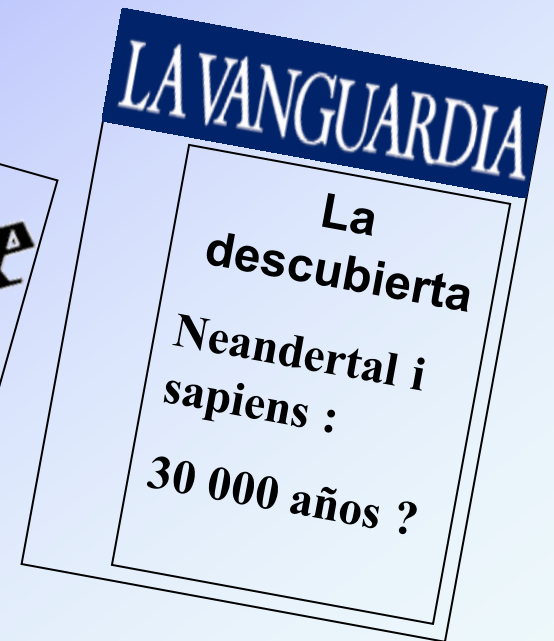 LA VANGUARDIA
La
descubierta
Neandertal i
sapiens :
30 000 años ?